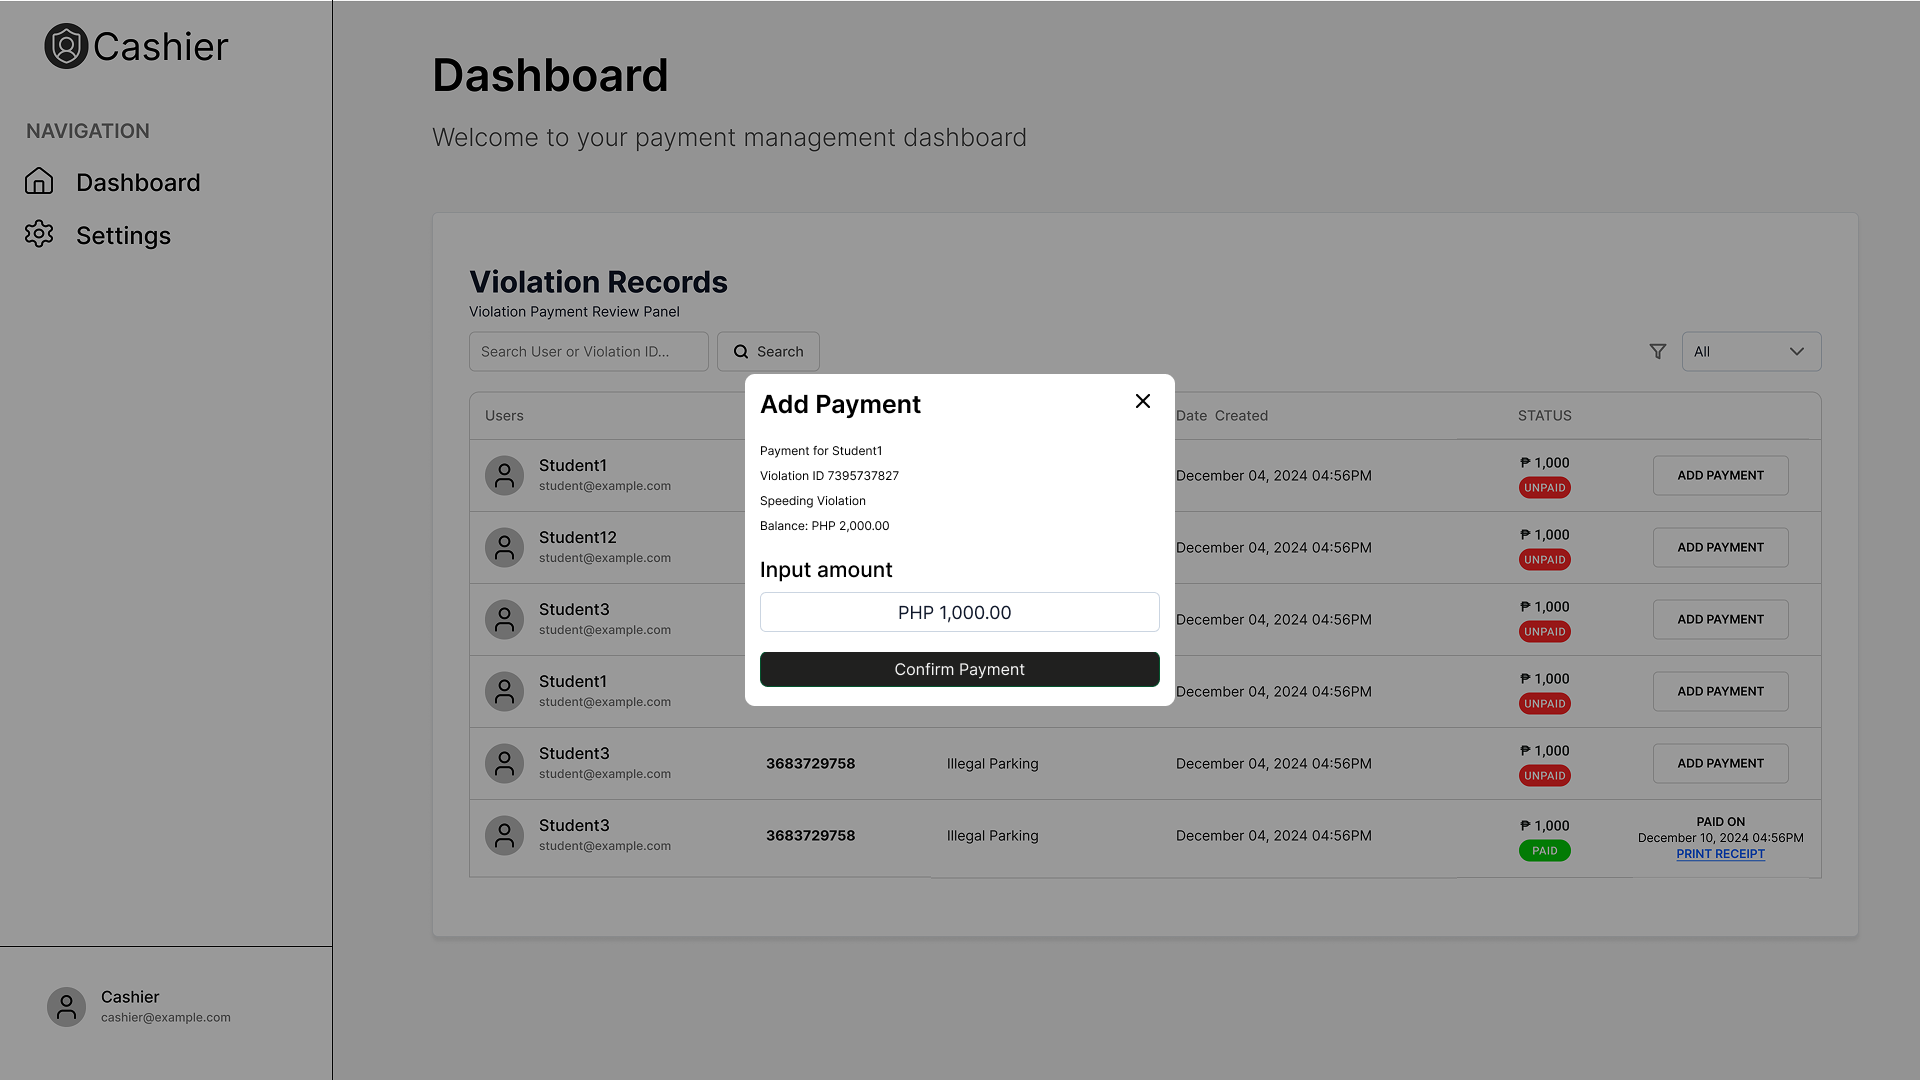 Cashier
NAVIGATION
Dashboard
Settings
Cashier
cashier@example.com
Dashboard
Welcome to your payment management dashboard
Violation Records
Violation Payment Review Panel
Search User or Violation ID...
Search
All
Users
Date Created
STATUS
Student1
student@example.com
December 04, 2024 04:56PM
₱ 1,000
UNPAID
ADD PAYMENT
Student12
student@example.com
December 04, 2024 04:56PM
₱ 1,000
UNPAID
ADD PAYMENT
Student3
student@example.com
December 04, 2024 04:56PM
₱ 1,000
UNPAID
ADD PAYMENT
Student1
student@example.com
December 04, 2024 04:56PM
₱ 1,000
UNPAID
ADD PAYMENT
Student3
student@example.com
3683729758
Illegal Parking
December 04, 2024 04:56PM
₱ 1,000
UNPAID
ADD PAYMENT
Student3
student@example.com
3683729758
Illegal Parking
December 04, 2024 04:56PM
₱ 1,000
PAID
PAID ON
December 10, 2024 04:56PM
PRINT RECEIPT
Add Payment
Payment for Student1
Violation ID 7395737827
Speeding Violation
Balance: PHP 2,000.00
Input amount
PHP 1,000.00
Confirm Payment